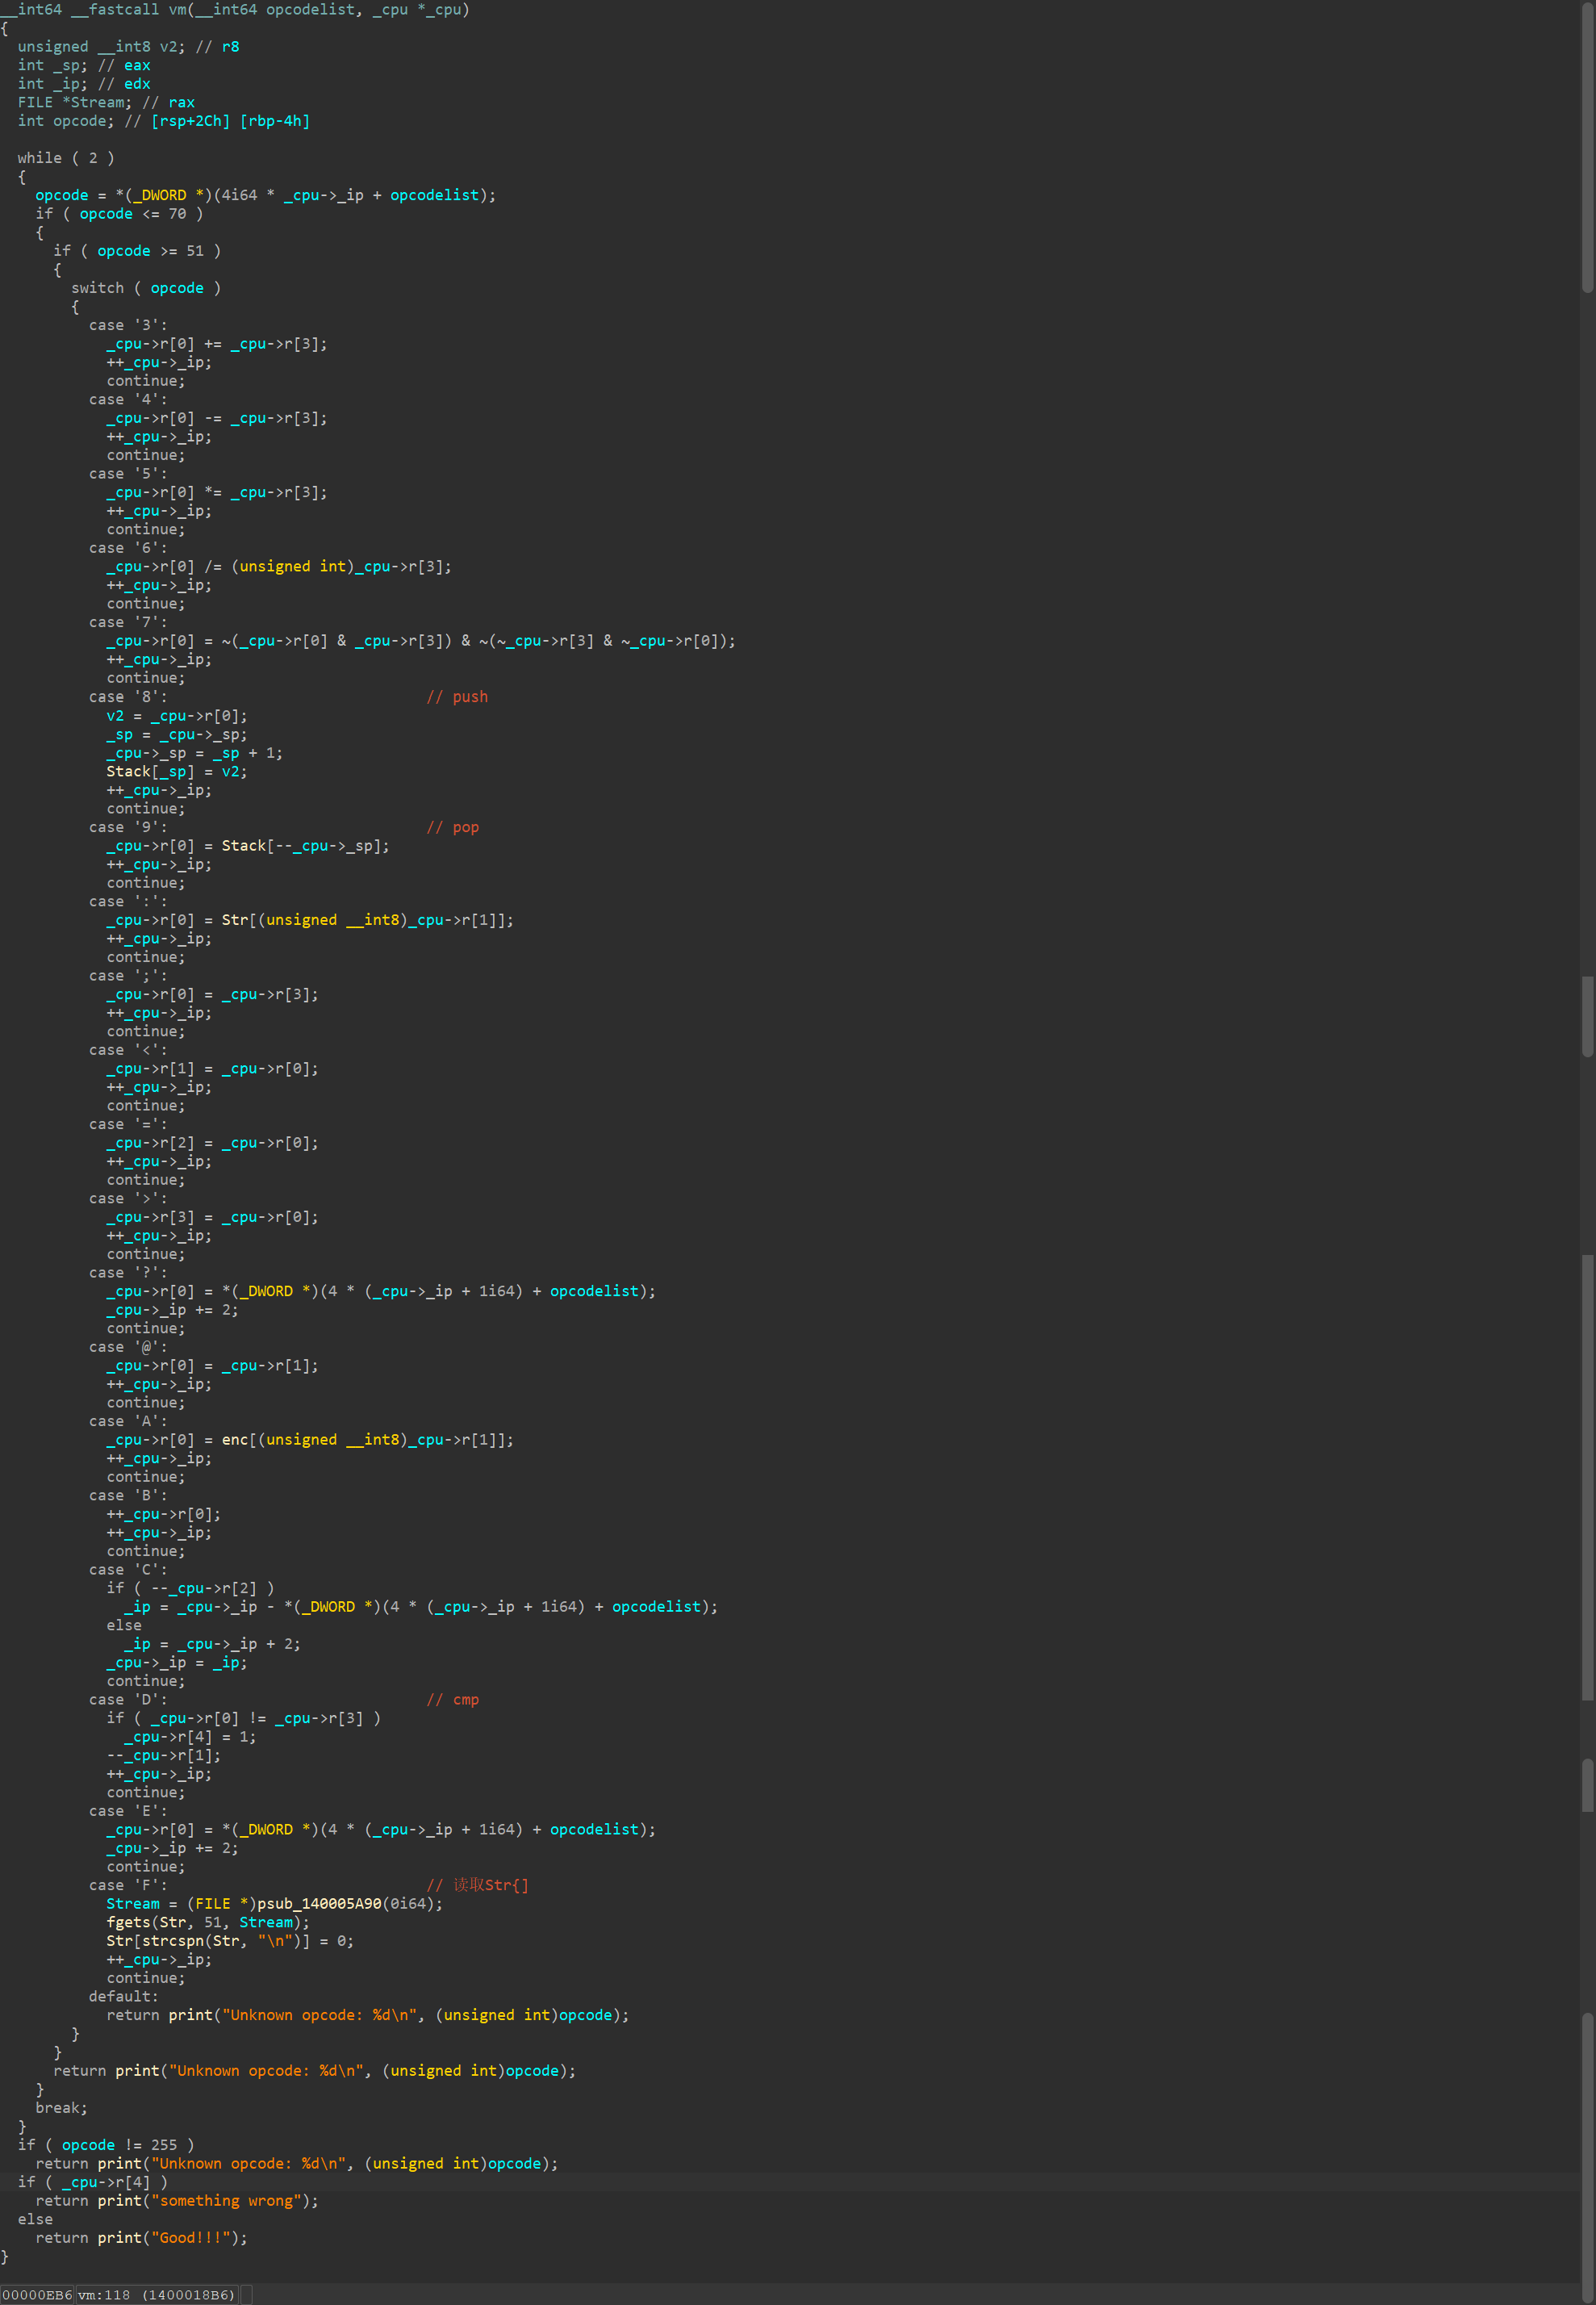 __int64 __fastcall vm(__int64 opcodelist, _cpu *_cpu)
{
  unsigned __int8 v2; // r8
  int _sp; // eax
  int _ip; // edx
  FILE *Stream; // rax
  int opcode; // [rsp+2Ch] [rbp-4h]

  while ( 2 )
  {
    opcode = *(_DWORD *)(4i64 * _cpu->_ip + opcodelist);
    if ( opcode <= 70 )
    {
      if ( opcode >= 51 )
      {
        switch ( opcode )
        {
          case '3':
            _cpu->r[0] += _cpu->r[3];
            ++_cpu->_ip;
            continue;
          case '4':
            _cpu->r[0] -= _cpu->r[3];
            ++_cpu->_ip;
            continue;
          case '5':
            _cpu->r[0] *= _cpu->r[3];
            ++_cpu->_ip;
            continue;
          case '6':
            _cpu->r[0] /= (unsigned int)_cpu->r[3];
            ++_cpu->_ip;
            continue;
          case '7':
            _cpu->r[0] = ~(_cpu->r[0] & _cpu->r[3]) & ~(~_cpu->r[3] & ~_cpu->r[0]);
            ++_cpu->_ip;
            continue;
          case '8':                             // push
            v2 = _cpu->r[0];
            _sp = _cpu->_sp;
            _cpu->_sp = _sp + 1;
            Stack[_sp] = v2;
            ++_cpu->_ip;
            continue;
          case '9':                             // pop
            _cpu->r[0] = Stack[--_cpu->_sp];
            ++_cpu->_ip;
            continue;
          case ':':
            _cpu->r[0] = Str[(unsigned __int8)_cpu->r[1]];
            ++_cpu->_ip;
            continue;
          case ';':
            _cpu->r[0] = _cpu->r[3];
            ++_cpu->_ip;
            continue;
          case '<':
            _cpu->r[1] = _cpu->r[0];
            ++_cpu->_ip;
            continue;
          case '=':
            _cpu->r[2] = _cpu->r[0];
            ++_cpu->_ip;
            continue;
          case '>':
            _cpu->r[3] = _cpu->r[0];
            ++_cpu->_ip;
            continue;
          case '?':
            _cpu->r[0] = *(_DWORD *)(4 * (_cpu->_ip + 1i64) + opcodelist);
            _cpu->_ip += 2;
            continue;
          case '@':
            _cpu->r[0] = _cpu->r[1];
            ++_cpu->_ip;
            continue;
          case 'A':
            _cpu->r[0] = enc[(unsigned __int8)_cpu->r[1]];
            ++_cpu->_ip;
            continue;
          case 'B':
            ++_cpu->r[0];
            ++_cpu->_ip;
            continue;
          case 'C':
            if ( --_cpu->r[2] )
              _ip = _cpu->_ip - *(_DWORD *)(4 * (_cpu->_ip + 1i64) + opcodelist);
            else
              _ip = _cpu->_ip + 2;
            _cpu->_ip = _ip;
            continue;
          case 'D':                             // cmp
            if ( _cpu->r[0] != _cpu->r[3] )
              _cpu->r[4] = 1;
            --_cpu->r[1];
            ++_cpu->_ip;
            continue;
          case 'E':
            _cpu->r[0] = *(_DWORD *)(4 * (_cpu->_ip + 1i64) + opcodelist);
            _cpu->_ip += 2;
            continue;
          case 'F':                             // 读取Str{]
            Stream = (FILE *)psub_140005A90(0i64);
            fgets(Str, 51, Stream);
            Str[strcspn(Str, "\n")] = 0;
            ++_cpu->_ip;
            continue;
          default:
            return print("Unknown opcode: %d\n", (unsigned int)opcode);
        }
      }
      return print("Unknown opcode: %d\n", (unsigned int)opcode);
    }
    break;
  }
  if ( opcode != 255 )
    return print("Unknown opcode: %d\n", (unsigned int)opcode);
  if ( _cpu->r[4] )
    return print("something wrong");
  else
    return print("Good!!!");
}
00000EB6 vm:118 (1400018B6)